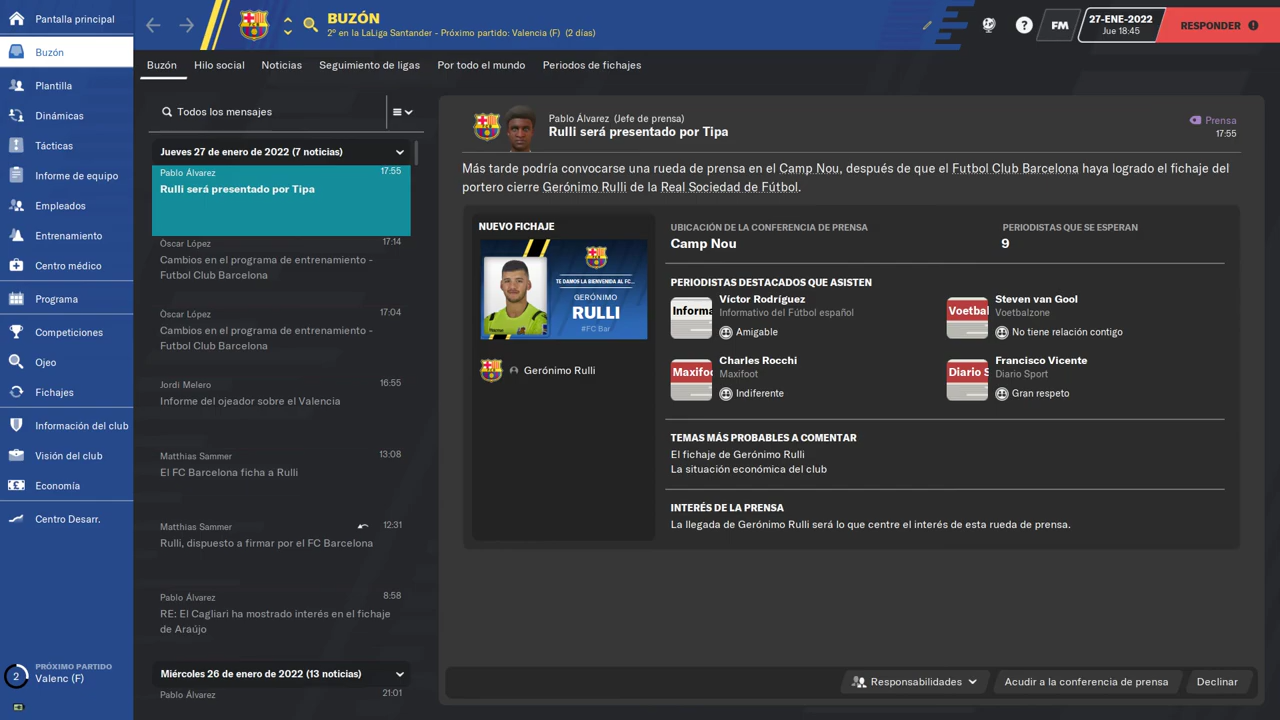 Pantalla principal
Buzón
Plantilla
Dinámicas
Tácticas
Informe de equipo
Empleados
Entrenamiento
Centro médico
Programa
Competiciones
Ojeo
Fichajes
Información del club
Visión del club
Economía
Centro Desarr.
2
PRÓXIMO PARTIDO
Valenc (F)
BUZÓN
2º en la LaLiga Santander - Próximo partido: Valencia (F) (2 días)
?
FM
27-ENE-2022
Jue 18:45
RESPONDER
Buzón
Hilo social
Noticias
Seguimiento de ligas
Por todo el mundo
Periodos de fichajes
Todos los mensajes
Jueves 27 de enero de 2022 (7 noticias)
Pablo Álvarez 17:55
Rulli será presentado por Tipa
Òscar López 17:14
Cambios en el programa de entrenamiento -
Futbol Club Barcelona
Òscar López 17:04
Cambios en el programa de entrenamiento -
Futbol Club Barcelona
Jordi Melero 16:55
Informe del ojeador sobre el Valencia
Matthias Sammer 13:08
El FC Barcelona ficha a Rulli
Matthias Sammer 12:31
Rulli, dispuesto a firmar por el FC Barcelona
Pablo Álvarez 8:58
RE: El Cagliari ha mostrado interés en el fichaje
de Araújo
Miércoles 26 de enero de 2022 (13 noticias)
Pablo Álvarez 21:01
Pablo Álvarez (Jefe de prensa)
Rulli será presentado por Tipa
Prensa
17:55
Más tarde podría convocarse una rueda de prensa en el Camp Nou, después de que el Futbol Club Barcelona haya logrado el fichaje del
portero cierre Gerónimo Rulli de la Real Sociedad de Fútbol.
NUEVO FICHAJE
TE DAMOS LA BIENVENIDA AL FC...
GERÓNIMO
RULLI
#FC Bar
Gerónimo Rulli
UBICACIÓN DE LA CONFERENCIA DE PRENSA
Camp Nou
PERIODISTAS QUE SE ESPERAN
9
PERIODISTAS DESTACADOS QUE ASISTEN
Informa
Víctor Rodríguez
Informativo del Fútbol español
Amigable
Voetbal
Steven van Gool
Voetbalzone
No tiene relación contigo
Maxifoo
Charles Rocchi
Maxifoot
Indiferente
Diario S
Francisco Vicente
Diario Sport
Gran respeto
TEMAS MÁS PROBABLES A COMENTAR
El fichaje de Gerónimo Rulli
La situación económica del club
INTERÉS DE LA PRENSA
La llegada de Gerónimo Rulli será lo que centre el interés de esta rueda de prensa.
Responsabilidades
Acudir a la conferencia de prensa
Declinar